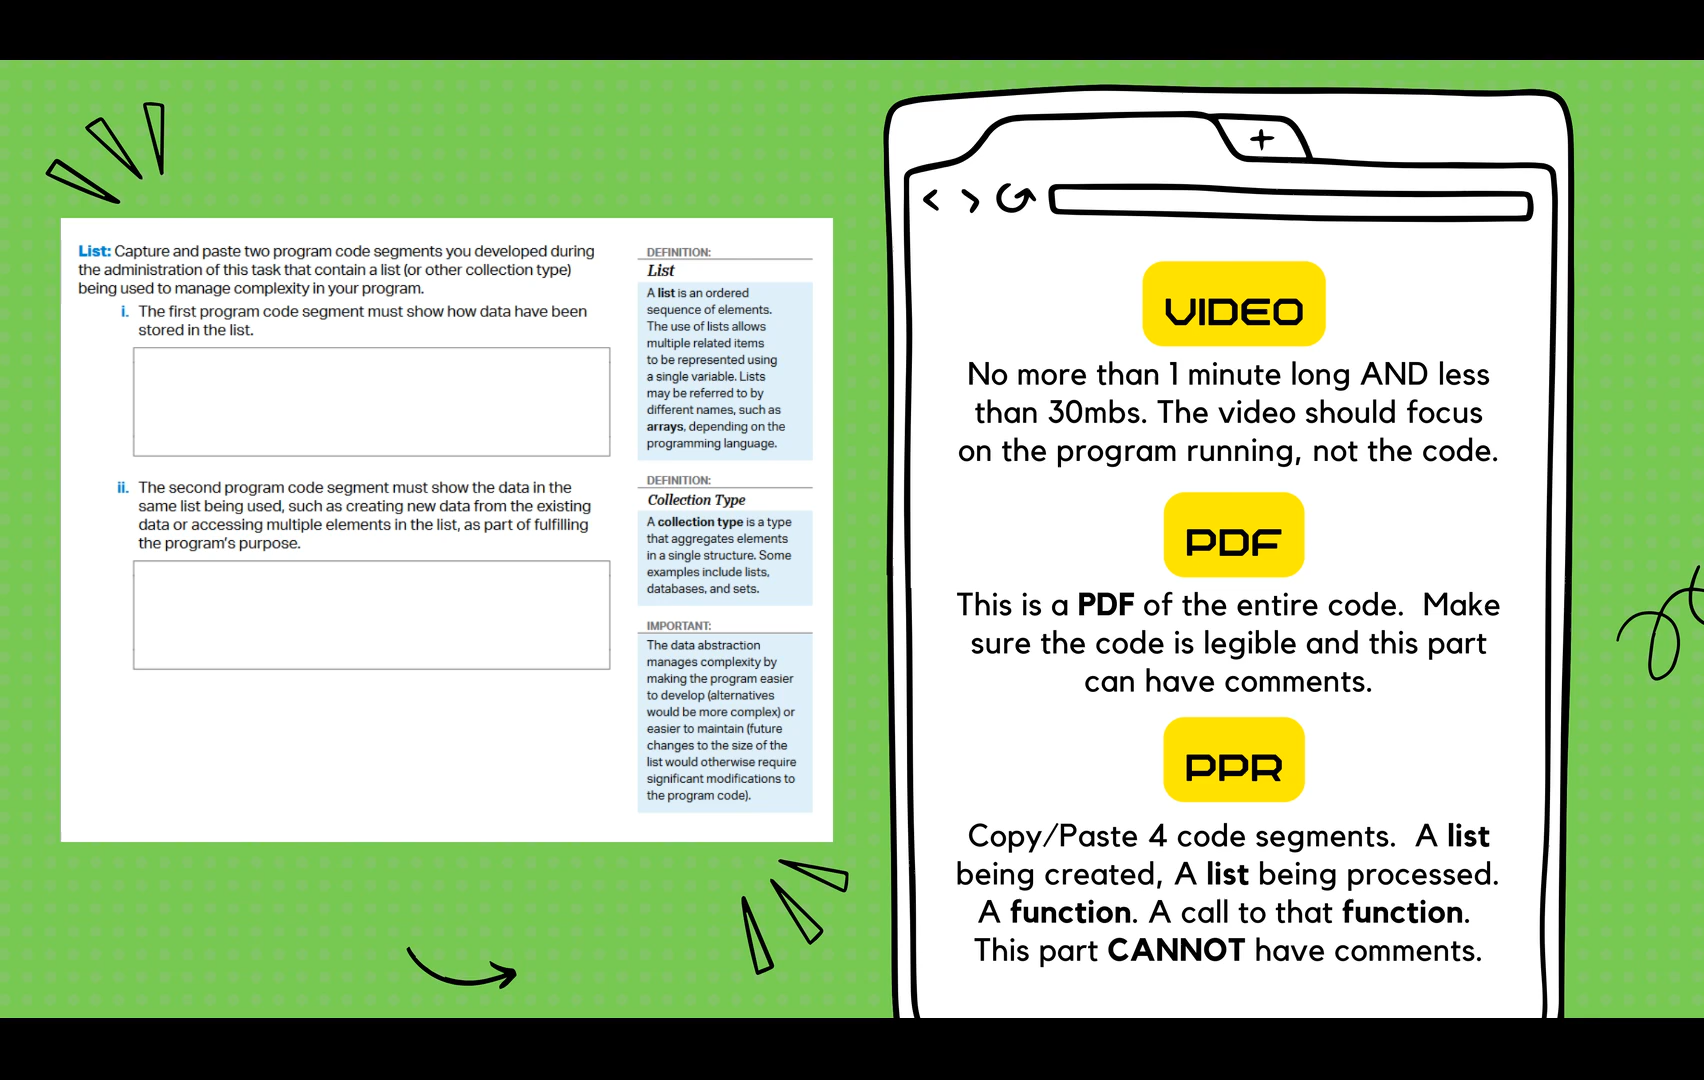 List: Capture and paste two program code segments you developed during
the administration of this task that contain a list (or other collection type)
being used to manage complexity in your program.
i. The first program code segment must show how data have been
stored in the list.
ii. The second program code segment must show the data in the
same list being used, such as creating new data from the existing
data or accessing multiple elements in the list, as part of fulfilling
the program's purpose.
DEFINITION:
List
A list is an ordered
sequence of elements.
The use of lists allows
multiple related items
to be represented using
a single variable. Lists
may be referred to by
different names, such as
arrays, depending on the
programming language.
DEFINITION:
Collection Type
A collection type is a type
that aggregates elements
in a single structure. Some
examples include lists,
databases, and sets.
IMPORTANT:
The data abstraction
manages complexity by
making the program easier
to develop (alternatives
would be more complex) or
easier to maintain (future
changes to the size of the
list would otherwise require
significant modifications to
the program code).
VIDEO
No more than 1 minute long AND less
than 30mbs. The video should focus
on the program running, not the code.
PDF
This is a PDF of the entire code. Make
sure the code is legible and this part
can have comments.
PPR
Copy/Paste 4 code segments. A list
being created, A list being processed.
A function. A call to that function.
This part CANNOT have comments.